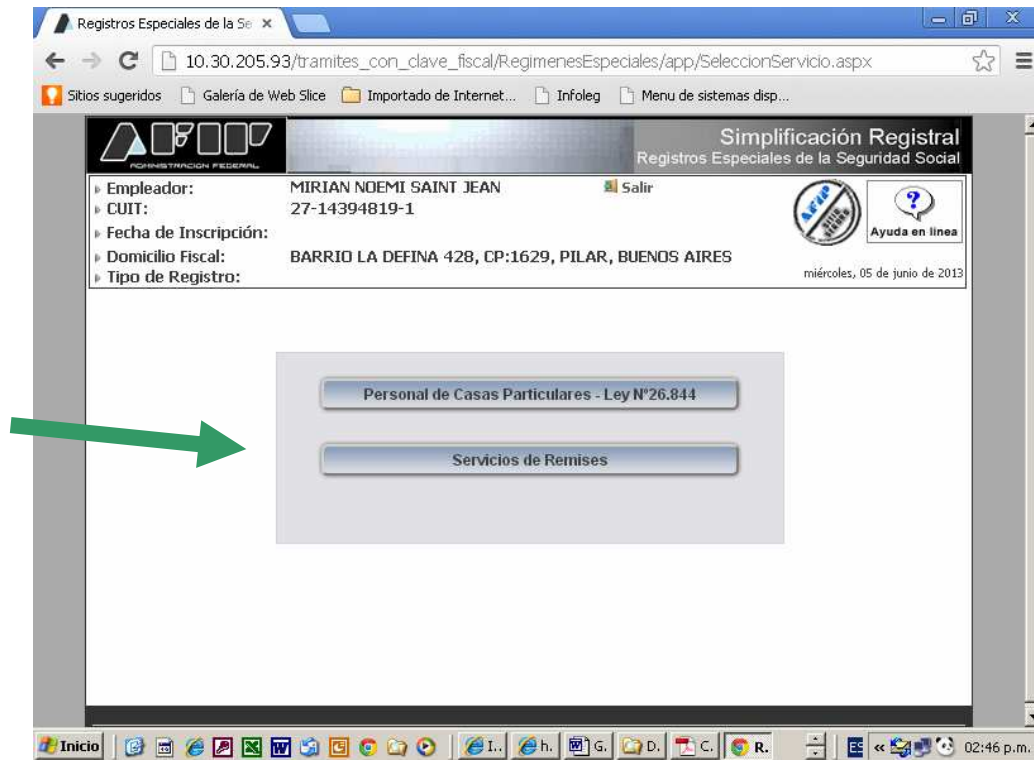 Registros Especiales de la Se
10.30.205.93/tramites_con_clave_fiscal/RegimenesEspeciales/app/SeleccionServicio.aspx
Sitios sugeridos Galería de Web Slice Importado de Internet... Infoleg Menu de sistemas disp...
AFIP
ADMINISTRACION FEDERAL
Simplificación Registral
Registros Especiales de la Seguridad Social
Empleador: MIRIAN NOEMI SAINT JEAN Salir
CUIT: 27-14394819-1
Fecha de Inscripción:
Domicilio Fiscal: BARRIO LA DEFINA 428, CP:1629, PILAR, BUENOS AIRES
Tipo de Registro:
AFIP
Ayuda en linea
miércoles, 05 de junio de 2013
Personal de Casas Particulares - Ley N°26.844
Servicios de Remises
Inicio I.. h. G. D. C. R. ES « 02:46 p.m.